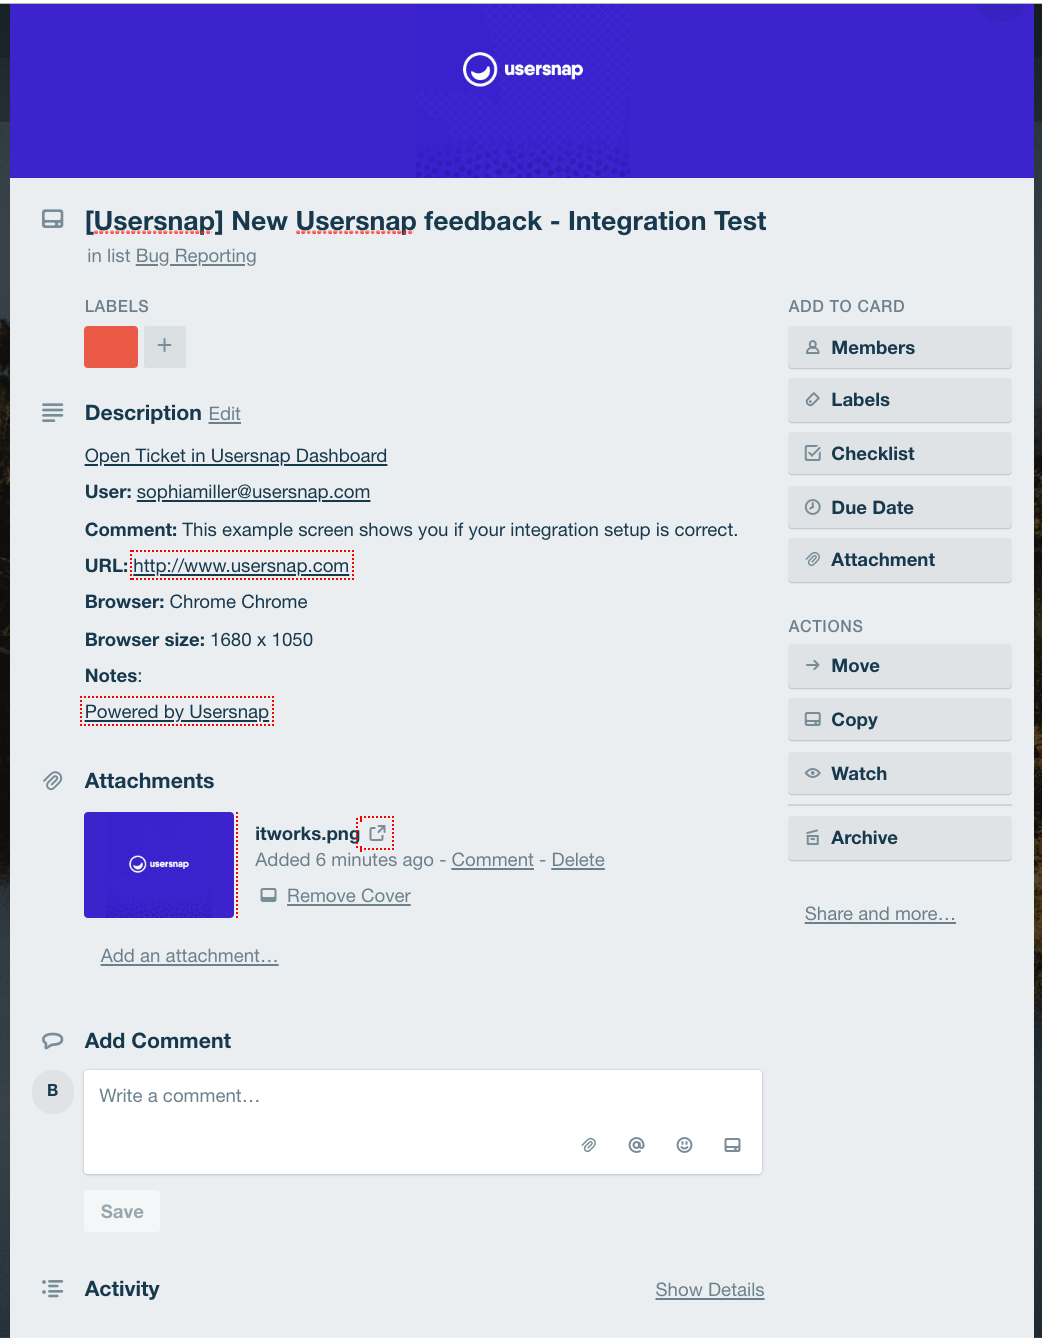 usersnap
[Usersnap] New Usersnap feedback - Integration Test
in list Bug Reporting
LABELS
+
Description Edit
Open Ticket in Usersnap Dashboard
User: sophiamiller@usersnap.com
Comment: This example screen shows you if your integration setup is correct.
URL: http://www.usersnap.com
Browser: Chrome Chrome
Browser size: 1680 x 1050
Notes:
Powered by Usersnap
Attachments
usersnap
itworks.png
Added 6 minutes ago - Comment - Delete
Remove Cover
Add an attachment…
Add Comment
B
Write a comment…
@
Save
Activity
Show Details
ADD TO CARD
Members
Labels
Checklist
Due Date
Attachment
ACTIONS
Move
Copy
Watch
Archive
Share and more…